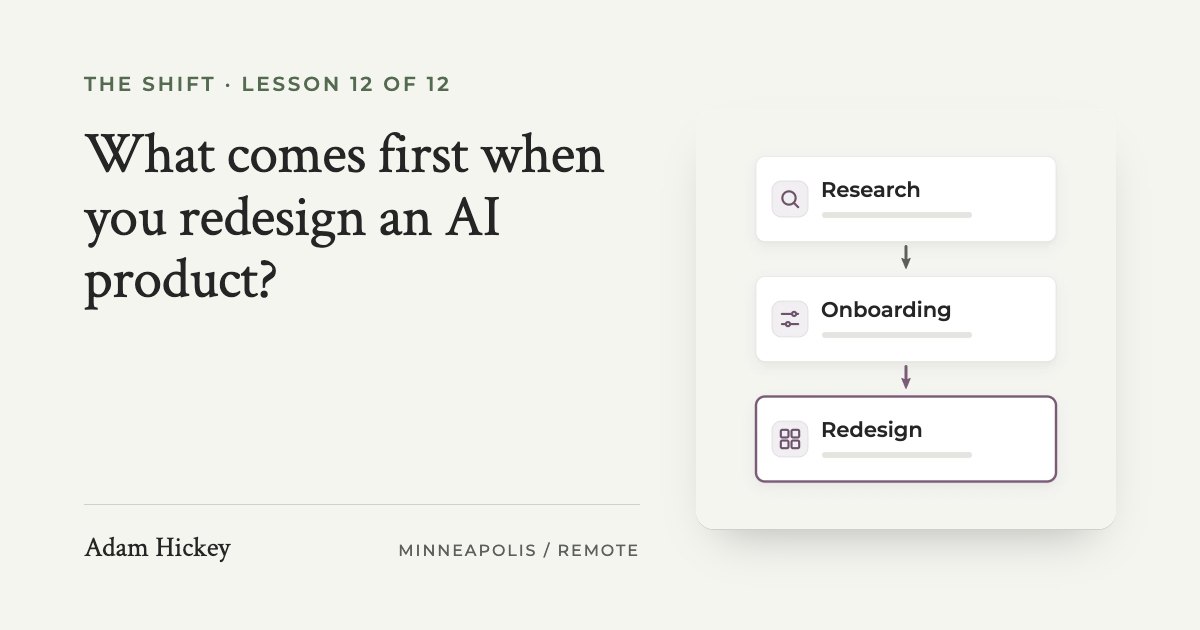 THE SHIFT · LESSON 12 OF 12
What comes first when
you redesign an AI
product?
Adam Hickey
MINNEAPOLIS / REMOTE
Research
Onboarding
Redesign